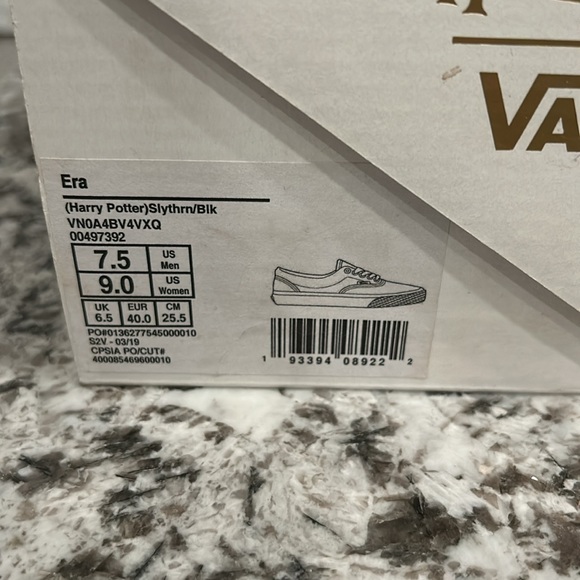 VA
Era
(Harry Potter)Slythrn/Blk
VN0A4BV4VXQ
00497392
7.5 US Men
9.0 US Women
UK EUR CM
6.5 40.0 25.5
PO#0136277545000010
S2V - 03/19
CPSIA PO/CUT#
400085469600010
1 93394 08922 2